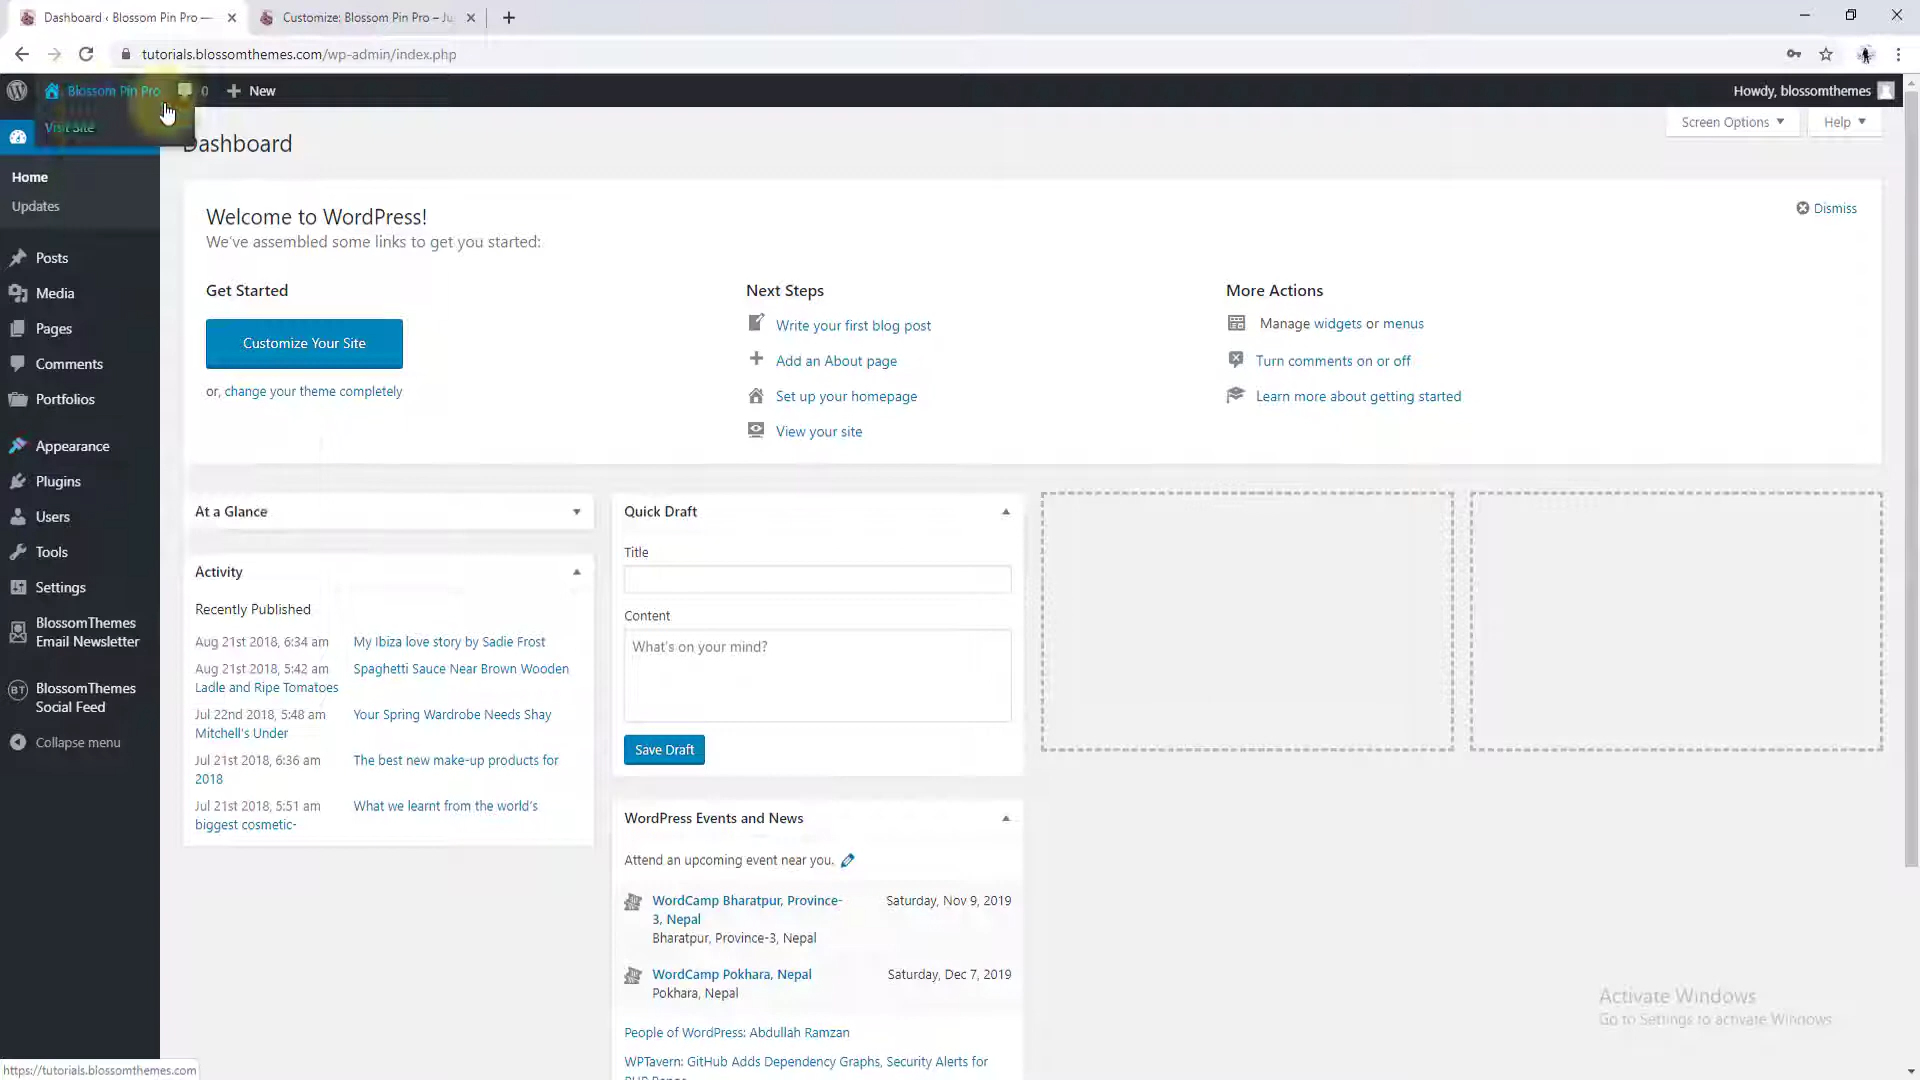 Dashboard ‹ Blossom Pin Pro —
Customize: Blossom Pin Pro – Ju
tutorials.blossomthemes.com/wp-admin/index.php
Blossom Pin Pro
0
New
Howdy, blossomthemes
Visit Site
Screen Options
Help
Dashboard
Home
Updates
Posts
Media
Pages
Comments
Portfolios
Appearance
Plugins
Users
Tools
Settings
BlossomThemes
Email Newsletter
BT
BlossomThemes
Social Feed
Collapse menu
Welcome to WordPress!
We've assembled some links to get you started:
Dismiss
Get Started
Customize Your Site
or, change your theme completely
Next Steps
Write your first blog post
Add an About page
Set up your homepage
View your site
More Actions
Manage widgets or menus
Turn comments on or off
Learn more about getting started
At a Glance
Activity
Recently Published
Aug 21st 2018, 6:34 am My Ibiza love story by Sadie Frost
Aug 21st 2018, 5:42 am Spaghetti Sauce Near Brown Wooden
Ladle and Ripe Tomatoes
Jul 22nd 2018, 5:48 am Your Spring Wardrobe Needs Shay
Mitchell's Under
Jul 21st 2018, 6:36 am The best new make-up products for
2018
Jul 21st 2018, 5:51 am What we learnt from the world's
biggest cosmetic-
Quick Draft
Title
Content
What's on your mind?
Save Draft
WordPress Events and News
Attend an upcoming event near you.
WordCamp Bharatpur, Province-
3, Nepal
Bharatpur, Province-3, Nepal
Saturday, Nov 9, 2019
WordCamp Pokhara, Nepal
Pokhara, Nepal
Saturday, Dec 7, 2019
People of WordPress: Abdullah Ramzan
WPTavern: GitHub Adds Dependency Graphs, Security Alerts for
Activate Windows
Go to Settings to activate Windows.
https://tutorials.blossomthemes.com